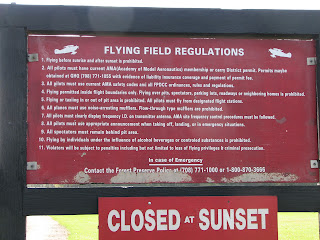 FLYING FIELD REGULATIONS
1. Flying before sunrise and after sunset is prohibited.
2. All pilots must have current AMA(Academy of Model Aeronautics) membership or carry District permit. Permits maybe
obtained at GHQ (708) 771-1055 with evidence of liability insurance coverage and payment of permit fee.
3. All pilots must use current AMA safety codes and all FPDCC ordinances, rules and regulations.
4. Flying permitted inside flight boundaries only. Flying over pits, spectators, parking lots, roadways or neighboring homes is prohibited.
5. Flying or taxiing in or out of pit area is prohibited. All pilots must fly from designated flight stations.
6. All planes must use noise-arresting mufflers. Flow-through type mufflers are prohibited.
7. All pilots must clearly display frequency I.D. on transmitter antenna. AMA site frequency control procedures must be followed.
8. All pilots must use appropriate announcement when taking off, landing, or in emergency situations.
9. All spectators must remain behind pit area.
10. Flying by individuals under the influence of alcoholic beverages or controlled substances is prohibited.
11. Violators will be subject to penalties including but not limited to loss of flying privileges & criminal prosecution.
In case of Emergency
Contact the Forest Preserve Police at (708) 771-1000 or 1-800-870-3666
CLOSED AT SUNSET